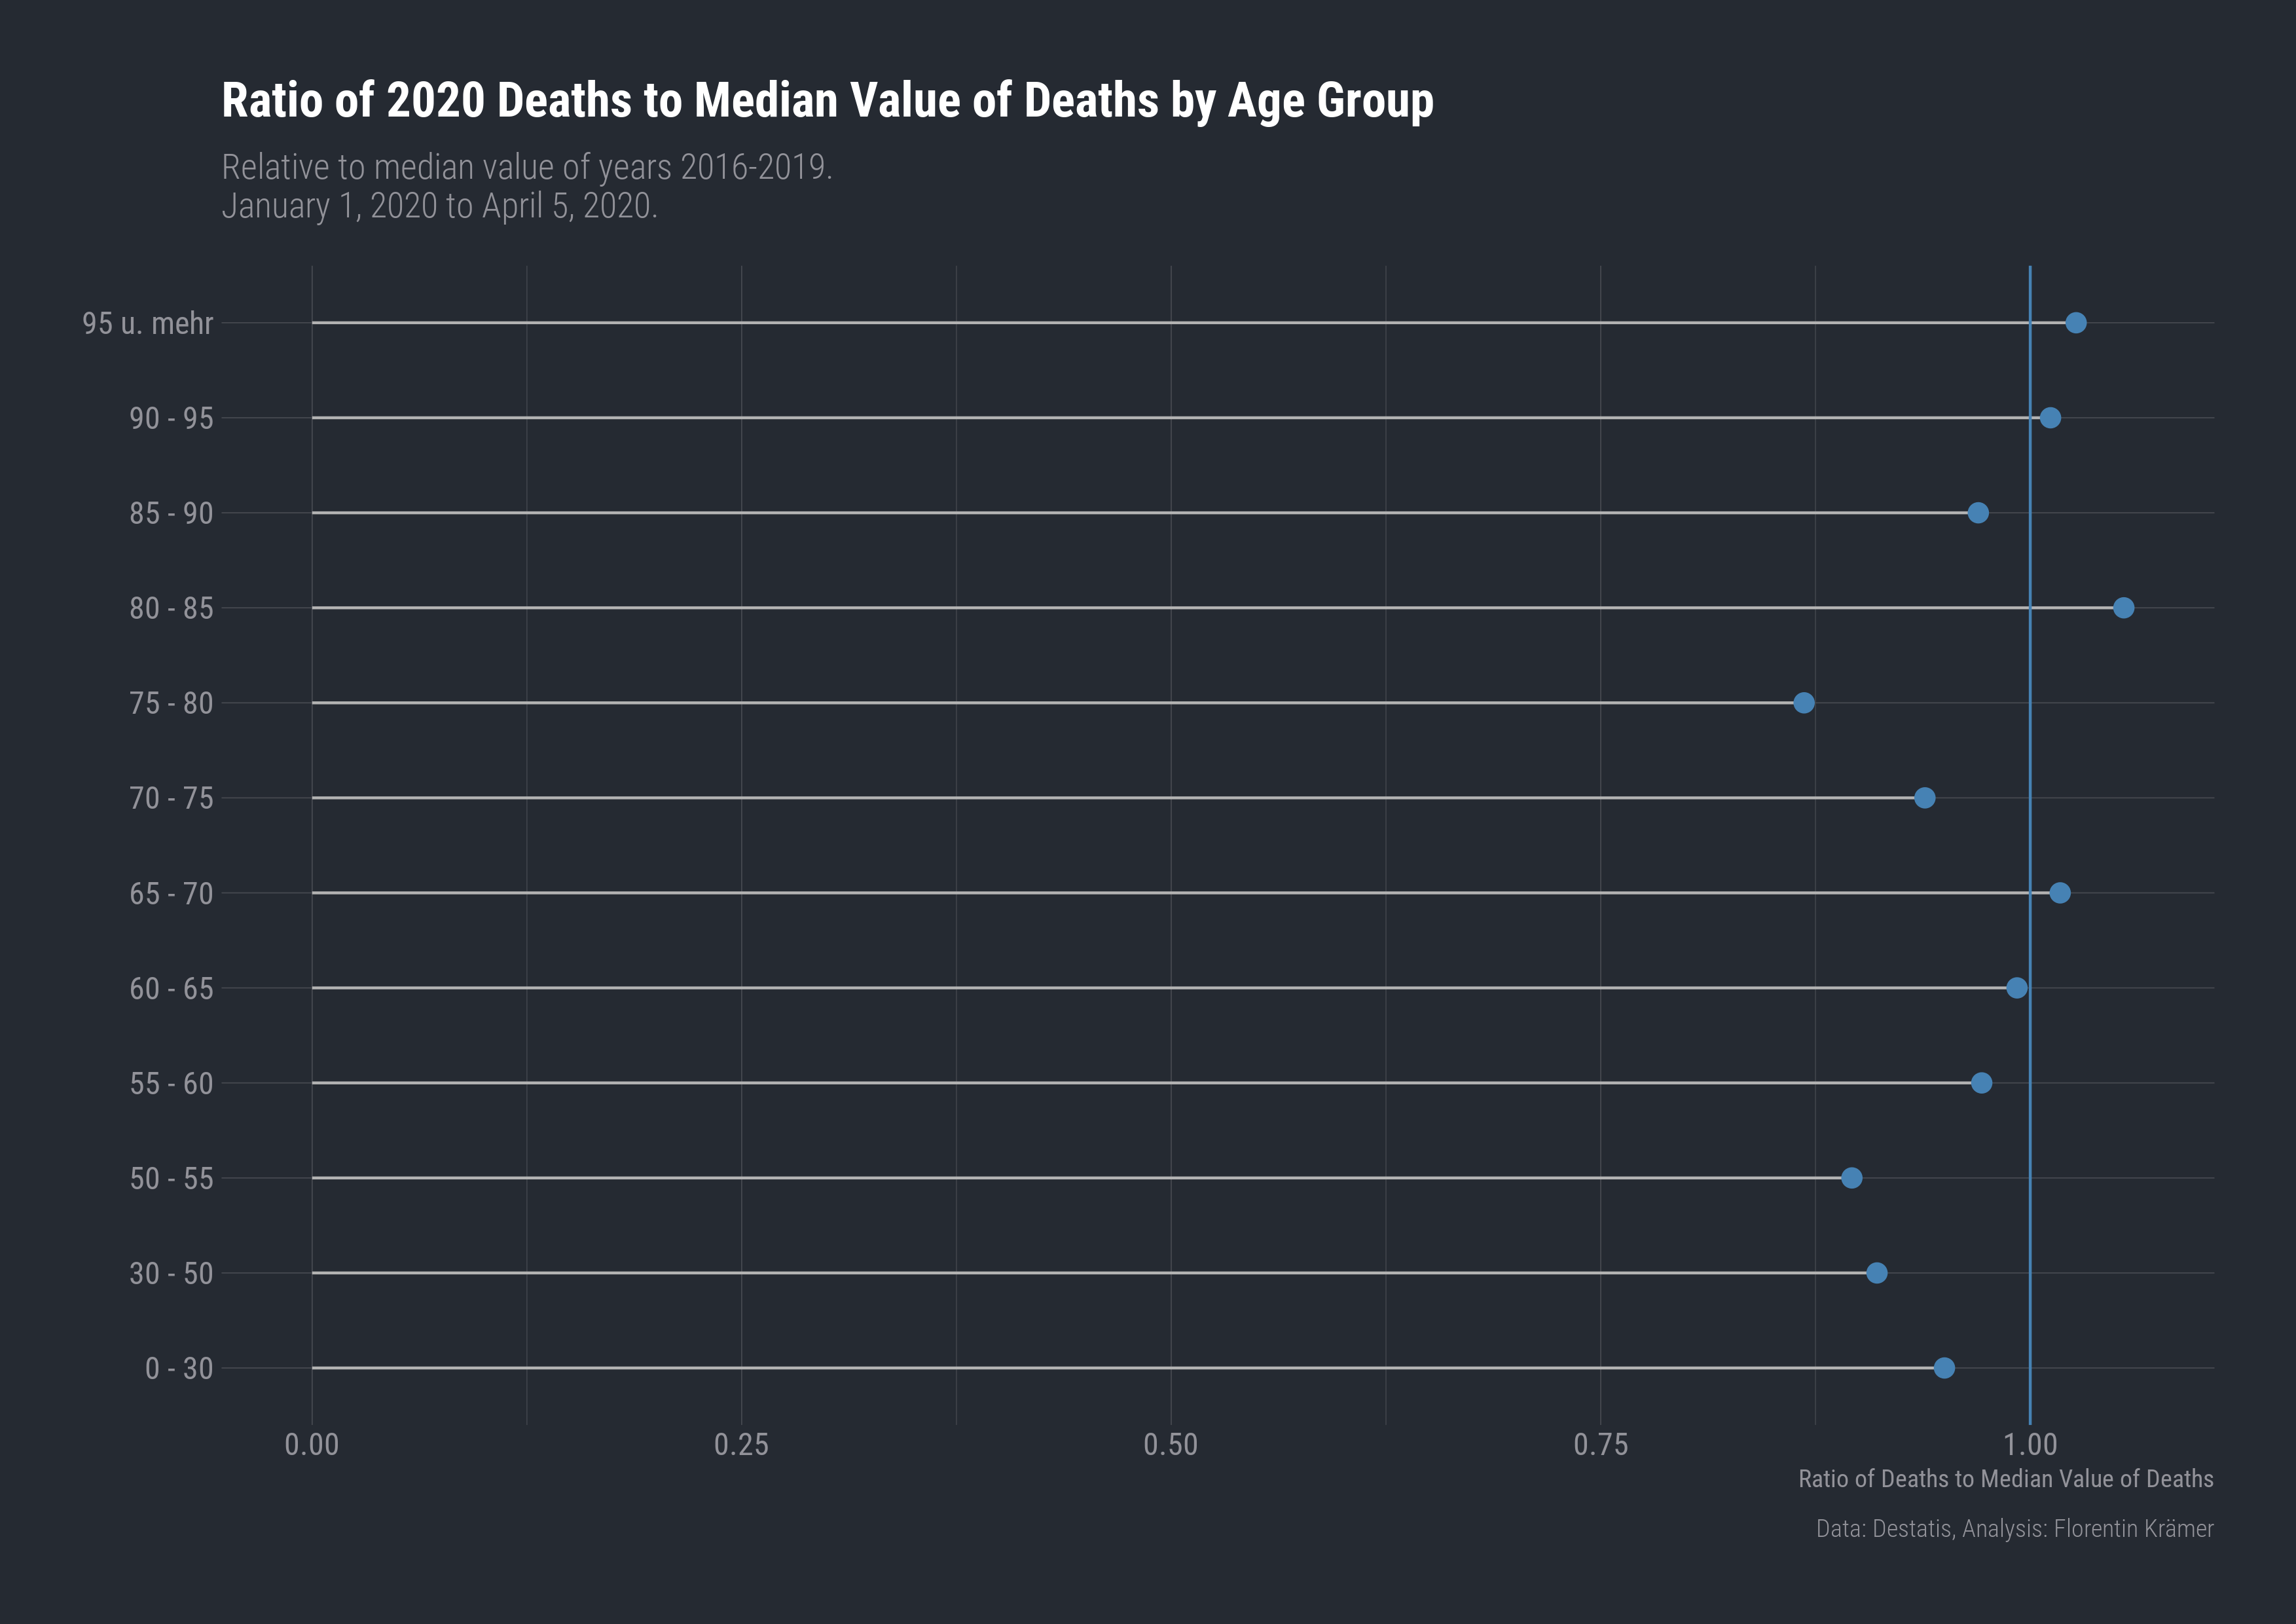 Ratio of 2020 Deaths to Median Value of Deaths by Age Group
Relative to median value of years 2016-2019.
January 1, 2020 to April 5, 2020.
95 u. mehr
90 - 95
85 - 90
80 - 85
75 - 80
70 - 75
65 - 70
60 - 65
55 - 60
50 - 55
30 - 50
0 - 30
0.00 0.25 0.50 0.75 1.00
Ratio of Deaths to Median Value of Deaths
Data: Destatis, Analysis: Florentin Krämer